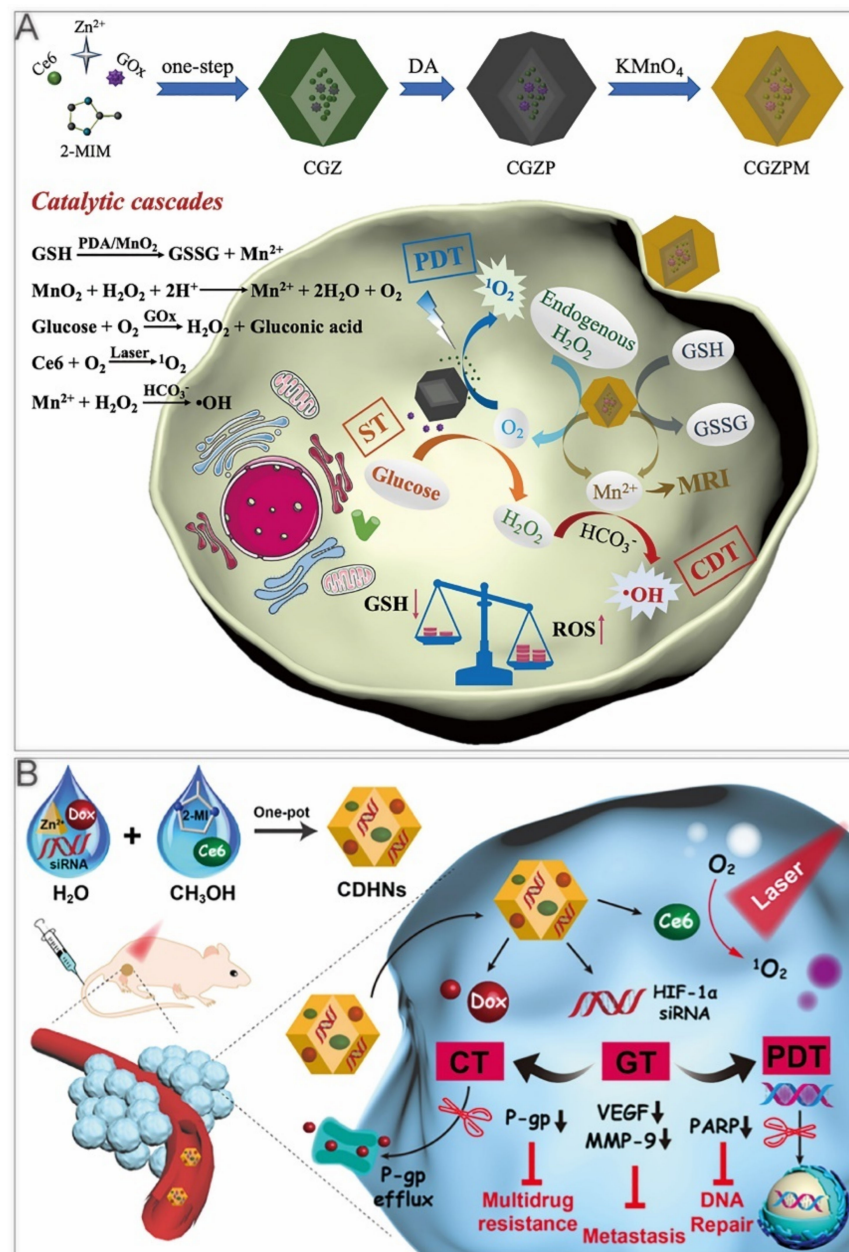 A
Zn²⁺
Ce6
GOx
2-MIM
one-step
CGZ
DA
CGZP
KMnO₄
CGZPM
Catalytic cascades
GSH PDA/MnO₂ GSSG + Mn²⁺
MnO₂ + H₂O₂ + 2H⁺ Mn²⁺ + 2H₂O + O₂
Glucose + O₂ GOx H₂O₂ + Gluconic acid
Ce6 + O₂ Laser ¹O₂
Mn²⁺ + H₂O₂ HCO₃⁻ •OH
PDT
¹O₂
Endogenous
H₂O₂
GSH
GSSG
O₂
ST
Glucose
Mn²⁺
MRI
H₂O₂
HCO₃⁻
CDT
•OH
GSH
ROS
B
Zn²⁺
Dox
siRNA
H₂O
+
2-MI
Ce6
CH₃OH
One-pot
CDHNs
O₂
Laser
¹O₂
Ce6
Dox
HIF-1α
siRNA
CT
GT
PDT
P-gp
efflux
P-gp
VEGF
MMP-9
PARP
Multidrug
resistance
Metastasis
DNA
Repair